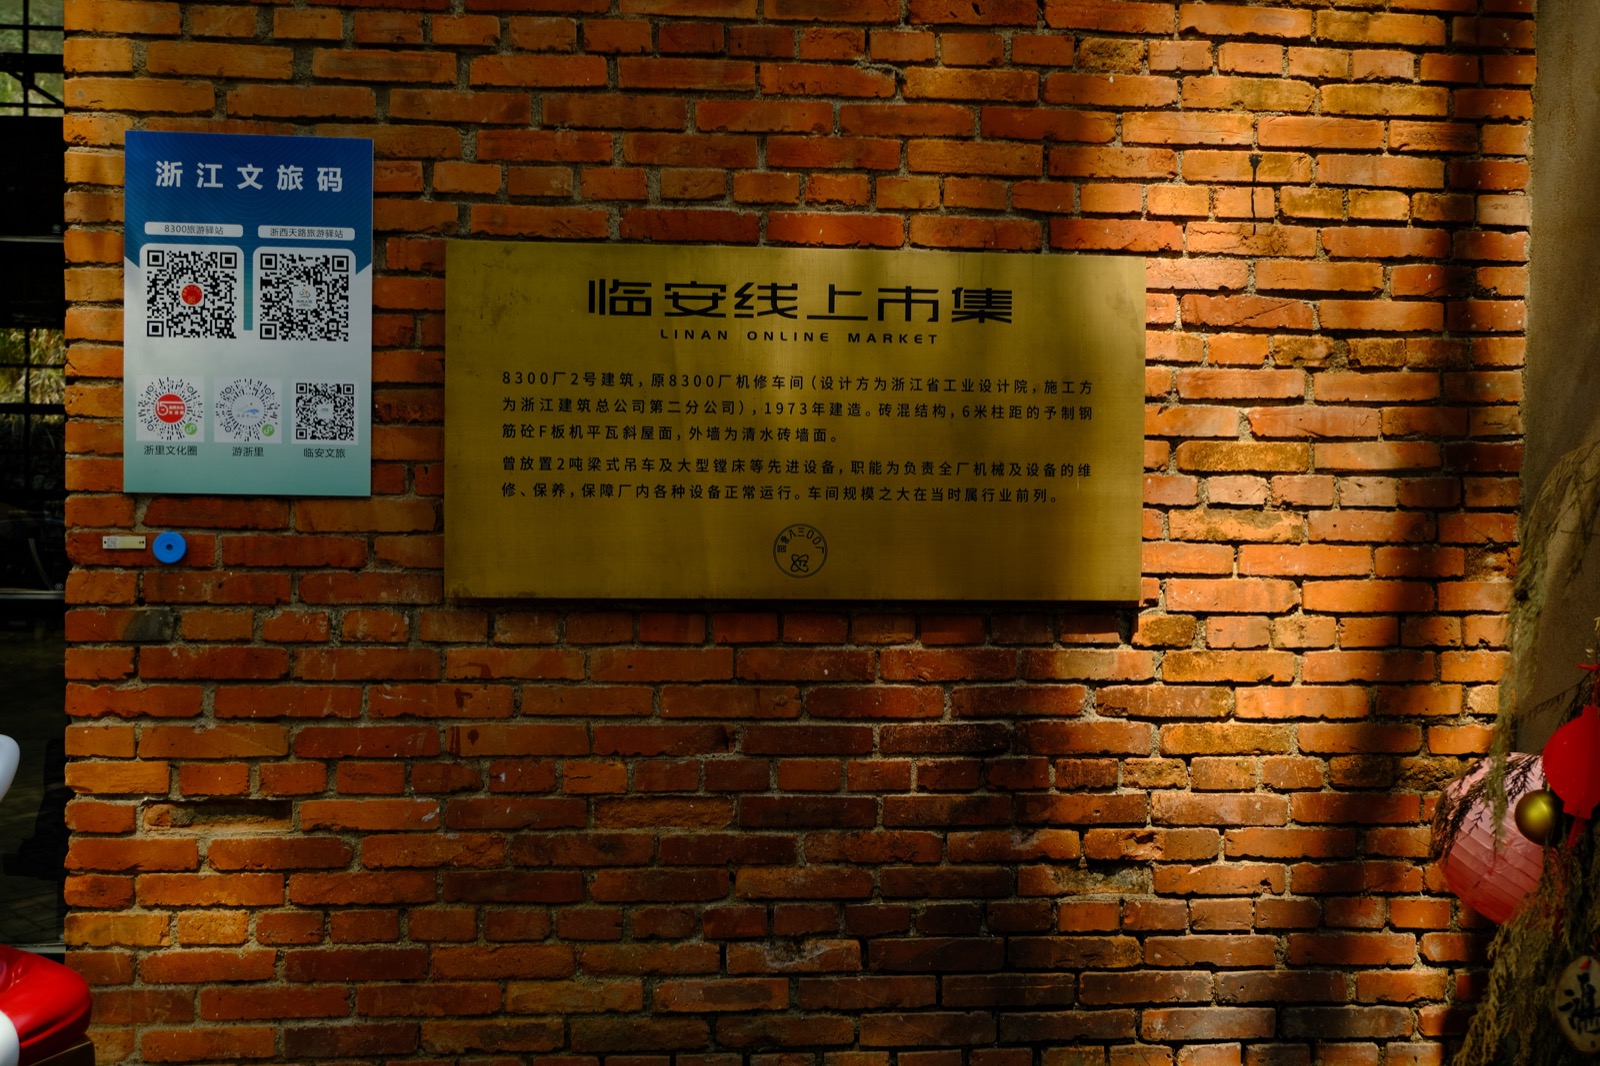 浙江文旅码
8300旅游驿站
浙西天路旅游驿站
浙里文化圈
游浙里
临安文旅
临安线上市集
LINAN ONLINE MARKET
8300厂2号建筑，原8300厂机修车间（设计方为浙江省工业设计院，施工方
为浙江建筑总公司第二分公司），1973年建造。砖混结构，6米柱距的予制钢
筋砼F板机平瓦斜屋面，外墙为清水砖墙面。
曾放置2吨梁式吊车及大型镗床等先进设备，职能为负责全厂机械及设备的维
修、保养，保障厂内各种设备正常运行。车间规模之大在当时属行业前列。